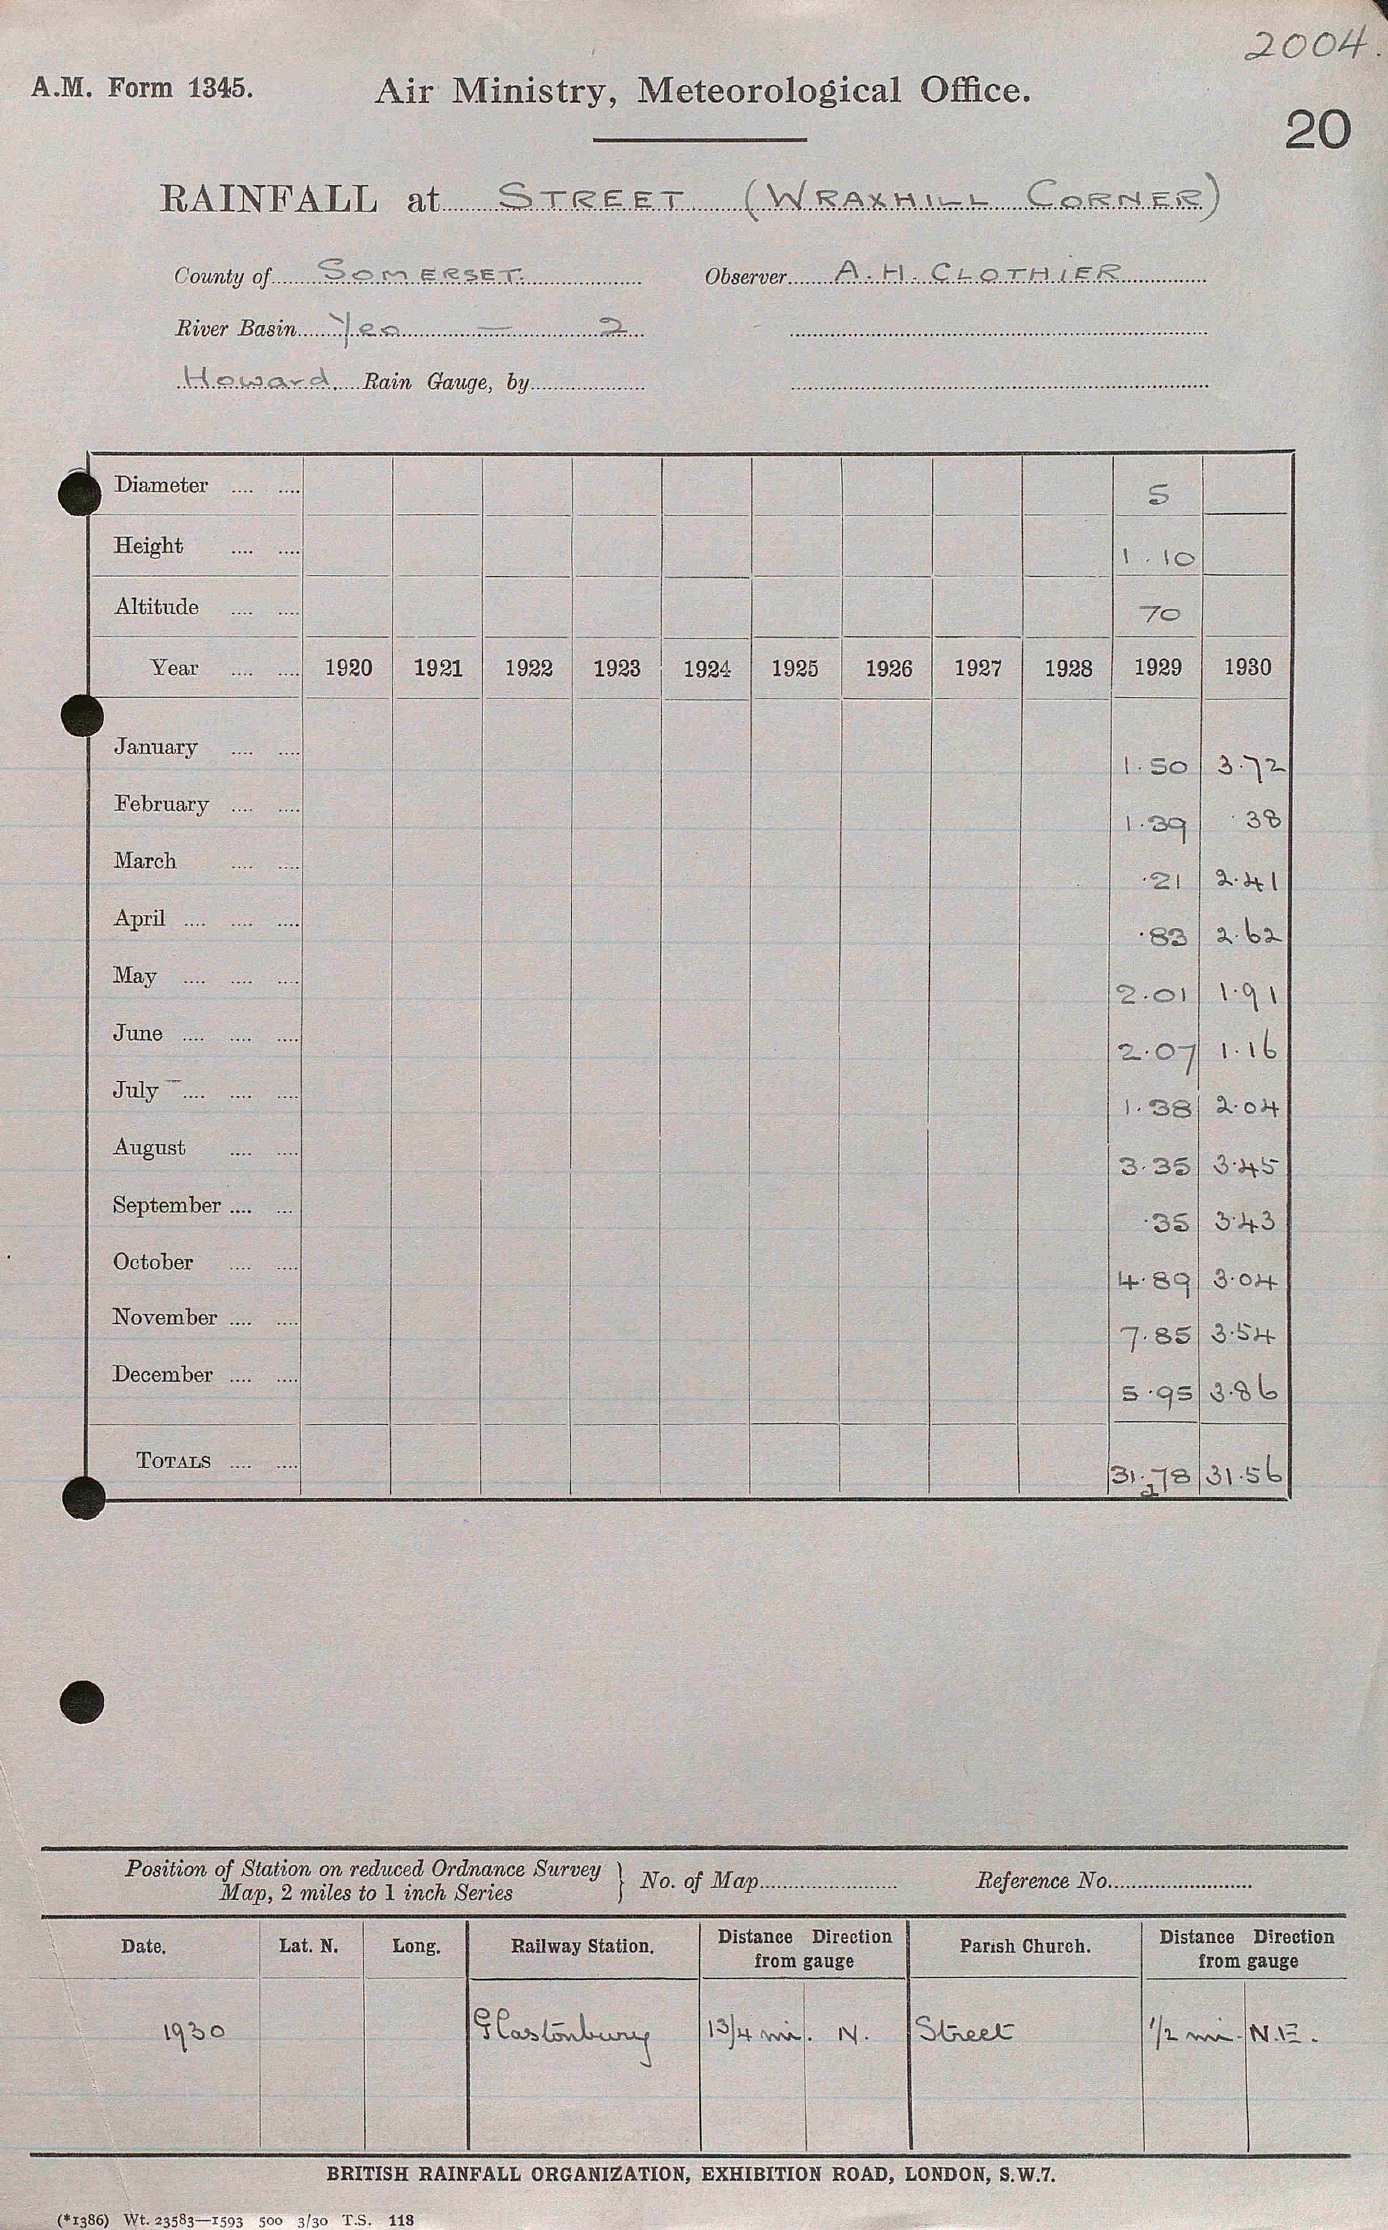 2004.
A.M. Form 1345. Air Ministry, Meteorological Office.
20
RAINFALL at STREET (WRAXHILL CORNER)
County of SOMERSET. Observer A.H. CLOTHIER
River Basin Yeo — 2
Howard Rain Gauge, by
Diameter .... .... 5
Height .... .... 1.10
Altitude .... .... 70
Year .... .... 1920 1921 1922 1923 1924 1925 1926 1927 1928 1929 1930
January .... .... 1.50 3.72
February .... .... 1.39 .38
March .... .... .21 2.41
April .... .... .... .83 2.62
May .... .... .... 2.01 1.91
June .... .... .... 2.07 1.16
July .... .... .... 1.38 2.04
August .... .... 3.35 3.45
September .... .... .35 3.43
October .... .... 4.89 3.04
November .... .... 7.85 3.54
December .... .... 5.95 3.86
TOTALS .... .... 31.78 31.56
Position of Station on reduced Ordnance Survey } No. of Map Reference No.
Map, 2 miles to 1 inch Series
Date. Lat. N. Long. Railway Station. Distance Direction from gauge Parish Church. Distance Direction from gauge
1930 Glastonbury 1 3/4 mi. N. Street 1/2 mi. N.E.
BRITISH RAINFALL ORGANIZATION, EXHIBITION ROAD, LONDON, S.W.7.
(*1386) Wt. 23583—1593 500 3/30 T.S. 118